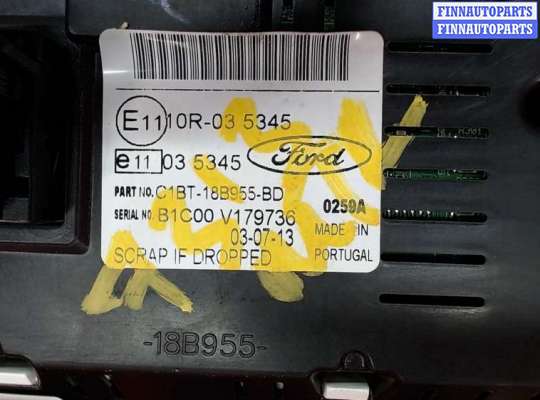 FINNAUTOPARTS
FINNAUTOPARTS
E11 10R-03 5345
e11 03 5345 Ford
PART NO. C1BT-18B955-BD
SERIAL NO. B1C00 V179736 0259A
03-07-13 MADE IN
SCRAP IF DROPPED PORTUGAL
-18B955-